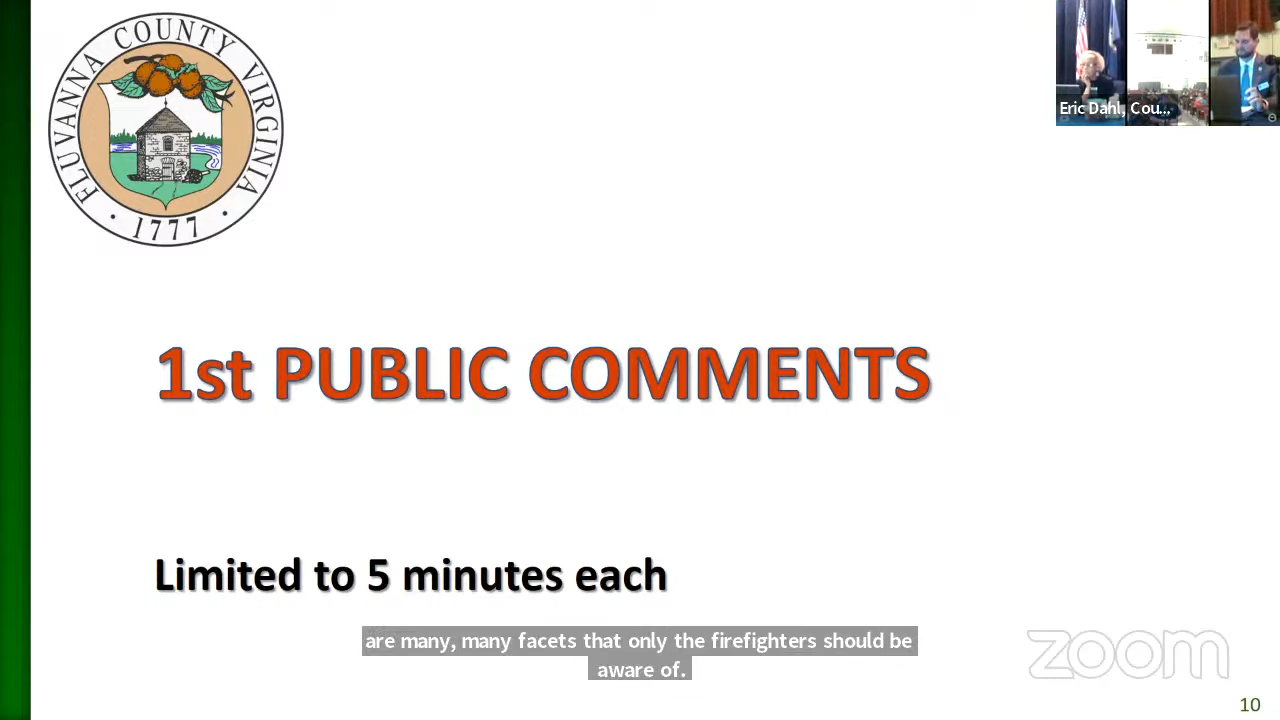 FLUVANNA COUNTY VIRGINIA
· 1777 ·
Eric Dahl, Cou...
1st PUBLIC COMMENTS
Limited to 5 minutes each
are many, many facets that only the firefighters should be
aware of.
zoom
10